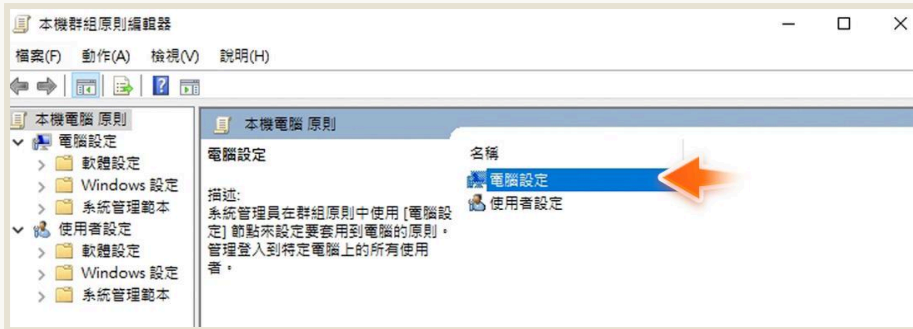 本機群組原則編輯器
檔案(F) 動作(A) 檢視(V) 說明(H)
本機電腦 原則
電腦設定
軟體設定
Windows 設定
系統管理範本
使用者設定
軟體設定
Windows 設定
系統管理範本
本機電腦 原則
電腦設定
描述:
系統管理員在群組原則中使用 [電腦設
定] 節點來設定要套用到電腦的原則。
管理登入到特定電腦上的所有使用
者。
名稱
電腦設定
使用者設定